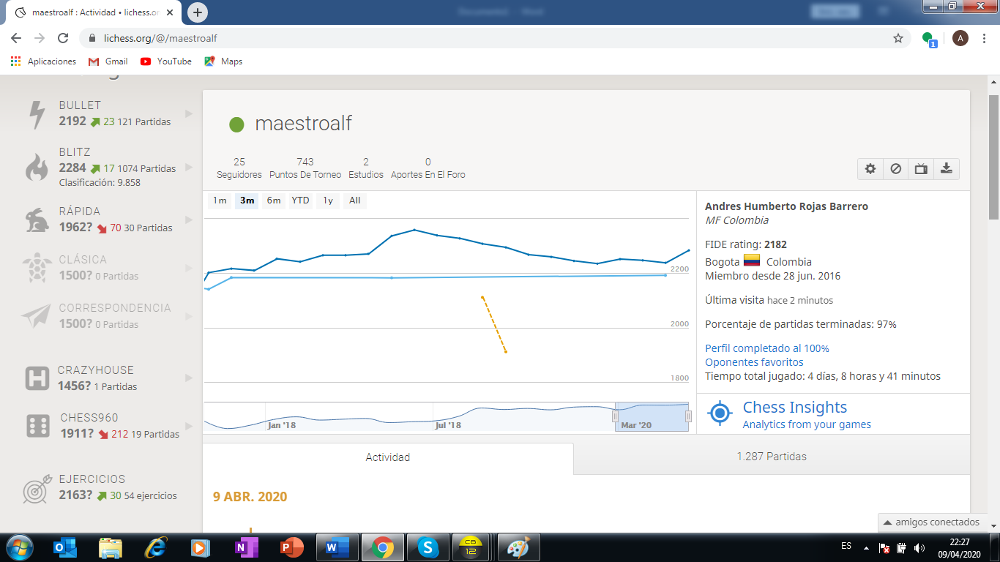 maestroalf : Actividad • lichess.or
lichess.org/@/maestroalf
A
1
Aplicaciones
Gmail
YouTube
Maps
BULLET
2192 23 121 Partidas
BLITZ
2284 17 1074 Partidas
Clasificación: 9.858
RÁPIDA
1962? 70 30 Partidas
CLÁSICA
1500? 0 Partidas
CORRESPONDENCIA
1500? 0 Partidas
CRAZYHOUSE
1456? 1 Partidas
CHESS960
1911? 212 19 Partidas
EJERCICIOS
2163? 30 54 ejercicios
maestroalf
25 743 2 0
Seguidores Puntos De Torneo Estudios Aportes En El Foro
1m 3m 6m YTD 1y All
2200
2000
1800
Jan '18 Jul '18 Mar '20
Andres Humberto Rojas Barrero
MF Colombia
FIDE rating: 2182
Bogota Colombia
Miembro desde 28 jun. 2016
Última visita hace 2 minutos
Porcentaje de partidas terminadas: 97%
Perfil completado al 100%
Oponentes favoritos
Tiempo total jugado: 4 días, 8 horas y 41 minutos
Chess Insights
Analytics from your games
Actividad
1.287 Partidas
9 ABR. 2020
amigos conectados
CB
12
ES
22:27
09/04/2020